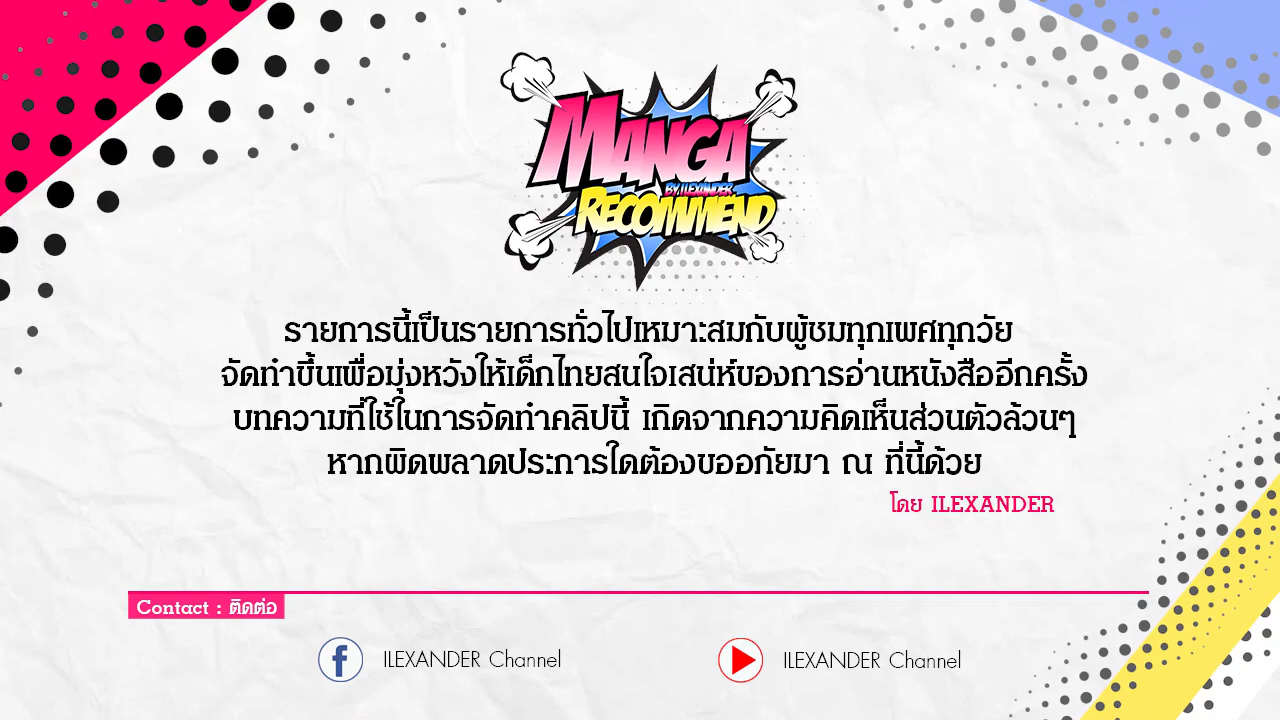 MANGA
BY ILEXANDER
RECOMMEND
รายการนี้เป็นรายการทั่วไปเหมาะสมกับผู้ชมทุกเพศทุกวัย
จัดทำขึ้นเพื่อมุ่งหวังให้เด็กไทยสนใจเสน่ห์ของการอ่านหนังสืออีกครั้ง
บทความที่ใช้ในการจัดทำคลิปนี้ เกิดจากความคิดเห็นส่วนตัวล้วนๆ
หากผิดพลาดประการใดต้องขออภัยมา ณ ที่นี้ด้วย
โดย ILEXANDER
Contact : ติดต่อ
ILEXANDER Channel
ILEXANDER Channel